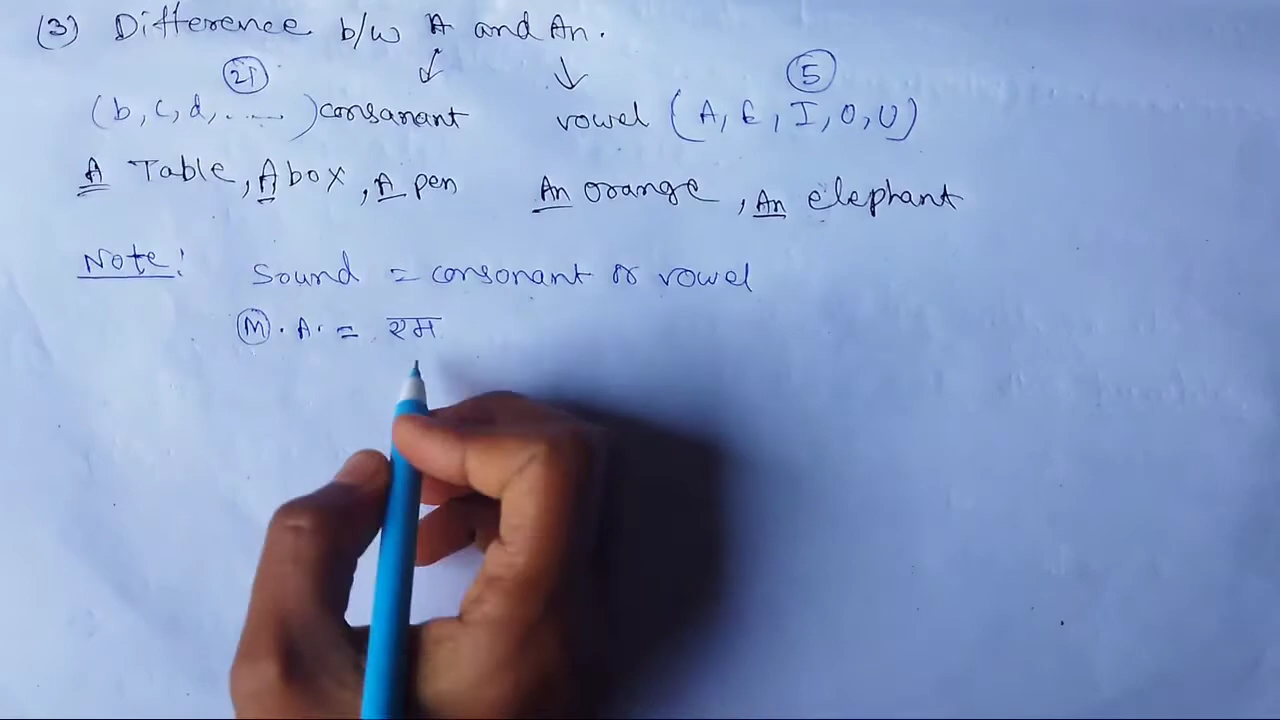 (3) Difference b/w A and An.
21 5
(b, c, d, ......) consanant vowel (A, E, I, O, U)
A Table, A box, A pen An orange, An elephant
Note: Sound = consonant or vowel
M. A. = एम